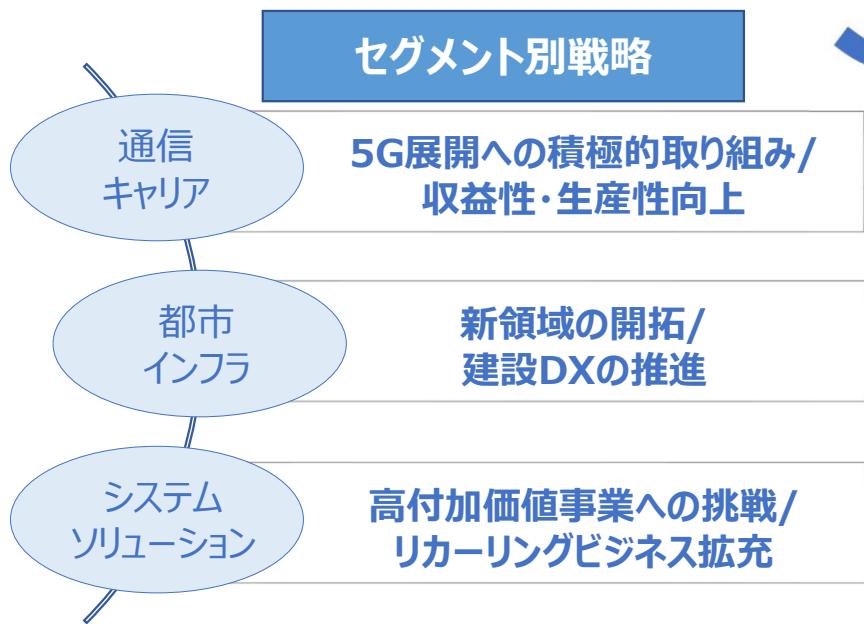 セグメント別戦略
通信
キャリア
5G展開への積極的取り組み/
収益性・生産性向上
都市
インフラ
新領域の開拓/
建設DXの推進
システム
ソリューション
高付加価値事業への挑戦/
リカーリングビジネス拡充